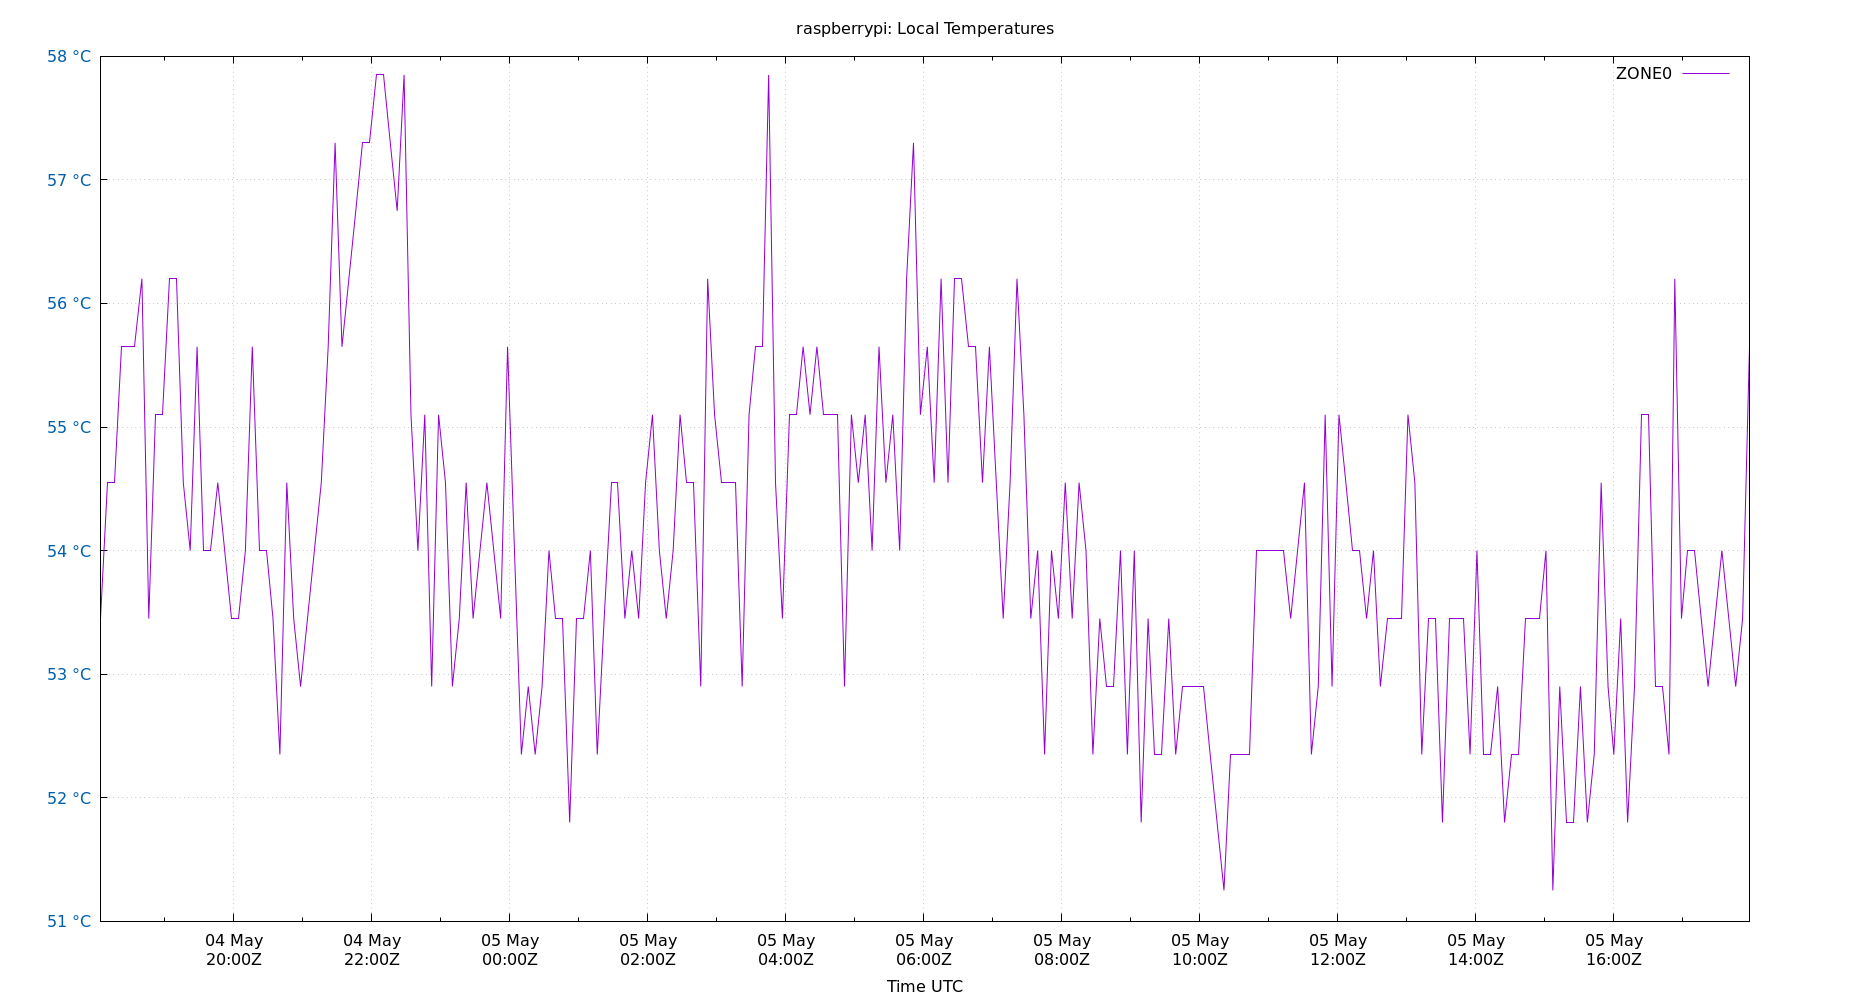 raspberrypi: Local Temperatures
58 °C
ZONE0
57 °C
56 °C
55 °C
54 °C
53 °C
52 °C
51 °C
04 May 04 May 05 May 05 May 05 May 05 May 05 May 05 May 05 May 05 May 05 May
20:00Z 22:00Z 00:00Z 02:00Z 04:00Z 06:00Z 08:00Z 10:00Z 12:00Z 14:00Z 16:00Z
Time UTC